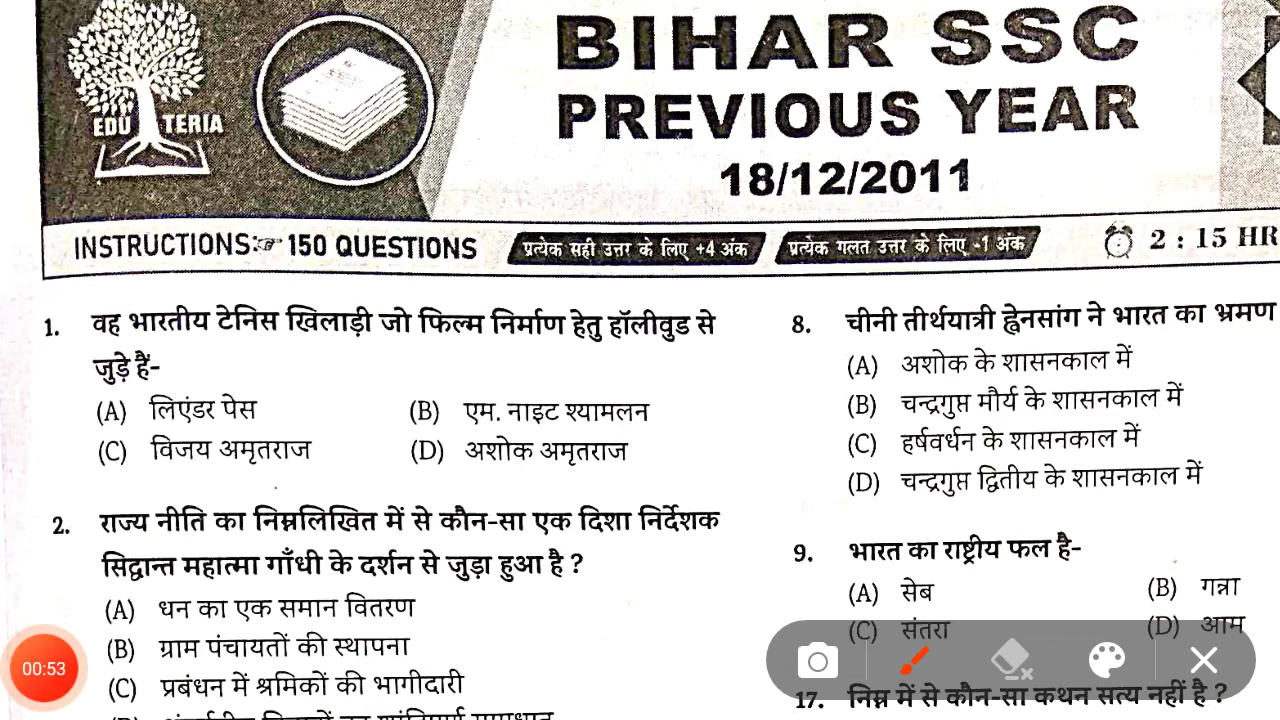 EDU TERIA
BIHAR SSC
PREVIOUS YEAR
18/12/2011
INSTRUCTIONS:☞ 150 QUESTIONS
प्रत्येक सही उत्तर के लिए +4 अंक
प्रत्येक गलत उत्तर के लिए -1 अंक
2 : 15 HR
1. वह भारतीय टेनिस खिलाड़ी जो फिल्म निर्माण हेतु हॉलीवुड से
जुड़े हैं-
(A) लिएंडर पेस (B) एम. नाइट श्यामलन
(C) विजय अमृतराज (D) अशोक अमृतराज
2. राज्य नीति का निम्नलिखित में से कौन-सा एक दिशा निर्देशक
सिद्वान्त महात्मा गाँधी के दर्शन से जुड़ा हुआ है ?
(A) धन का एक समान वितरण
(B) ग्राम पंचायतों की स्थापना
(C) प्रबंधन में श्रमिकों की भागीदारी
8. चीनी तीर्थयात्री ह्वेनसांग ने भारत का भ्रमण
(A) अशोक के शासनकाल में
(B) चन्द्रगुप्त मौर्य के शासनकाल में
(C) हर्षवर्धन के शासनकाल में
(D) चन्द्रगुप्त द्वितीय के शासनकाल में
9. भारत का राष्ट्रीय फल है-
(A) सेब (B) गन्ना
(C) संतरा (D) आम
17. निम्न में से कौन-सा कथन सत्य नहीं है ?
00:53